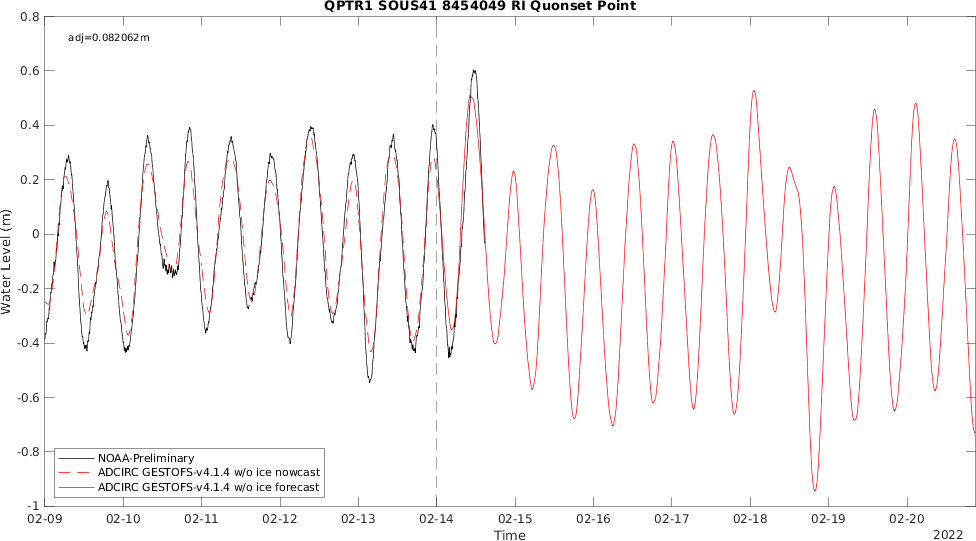 QPTR1 SOUS41 8454049 RI Quonset Point
adj=0.082062m
0.8
0.6
0.4
0.2
0
-0.2
-0.4
-0.6
-0.8
-1
Water Level (m)
NOAA-Preliminary
ADCIRC GESTOFS-v4.1.4 w/o ice nowcast
ADCIRC GESTOFS-v4.1.4 w/o ice forecast
02-09 02-10 02-11 02-12 02-13 02-14 02-15 02-16 02-17 02-18 02-19 02-20
Time
2022